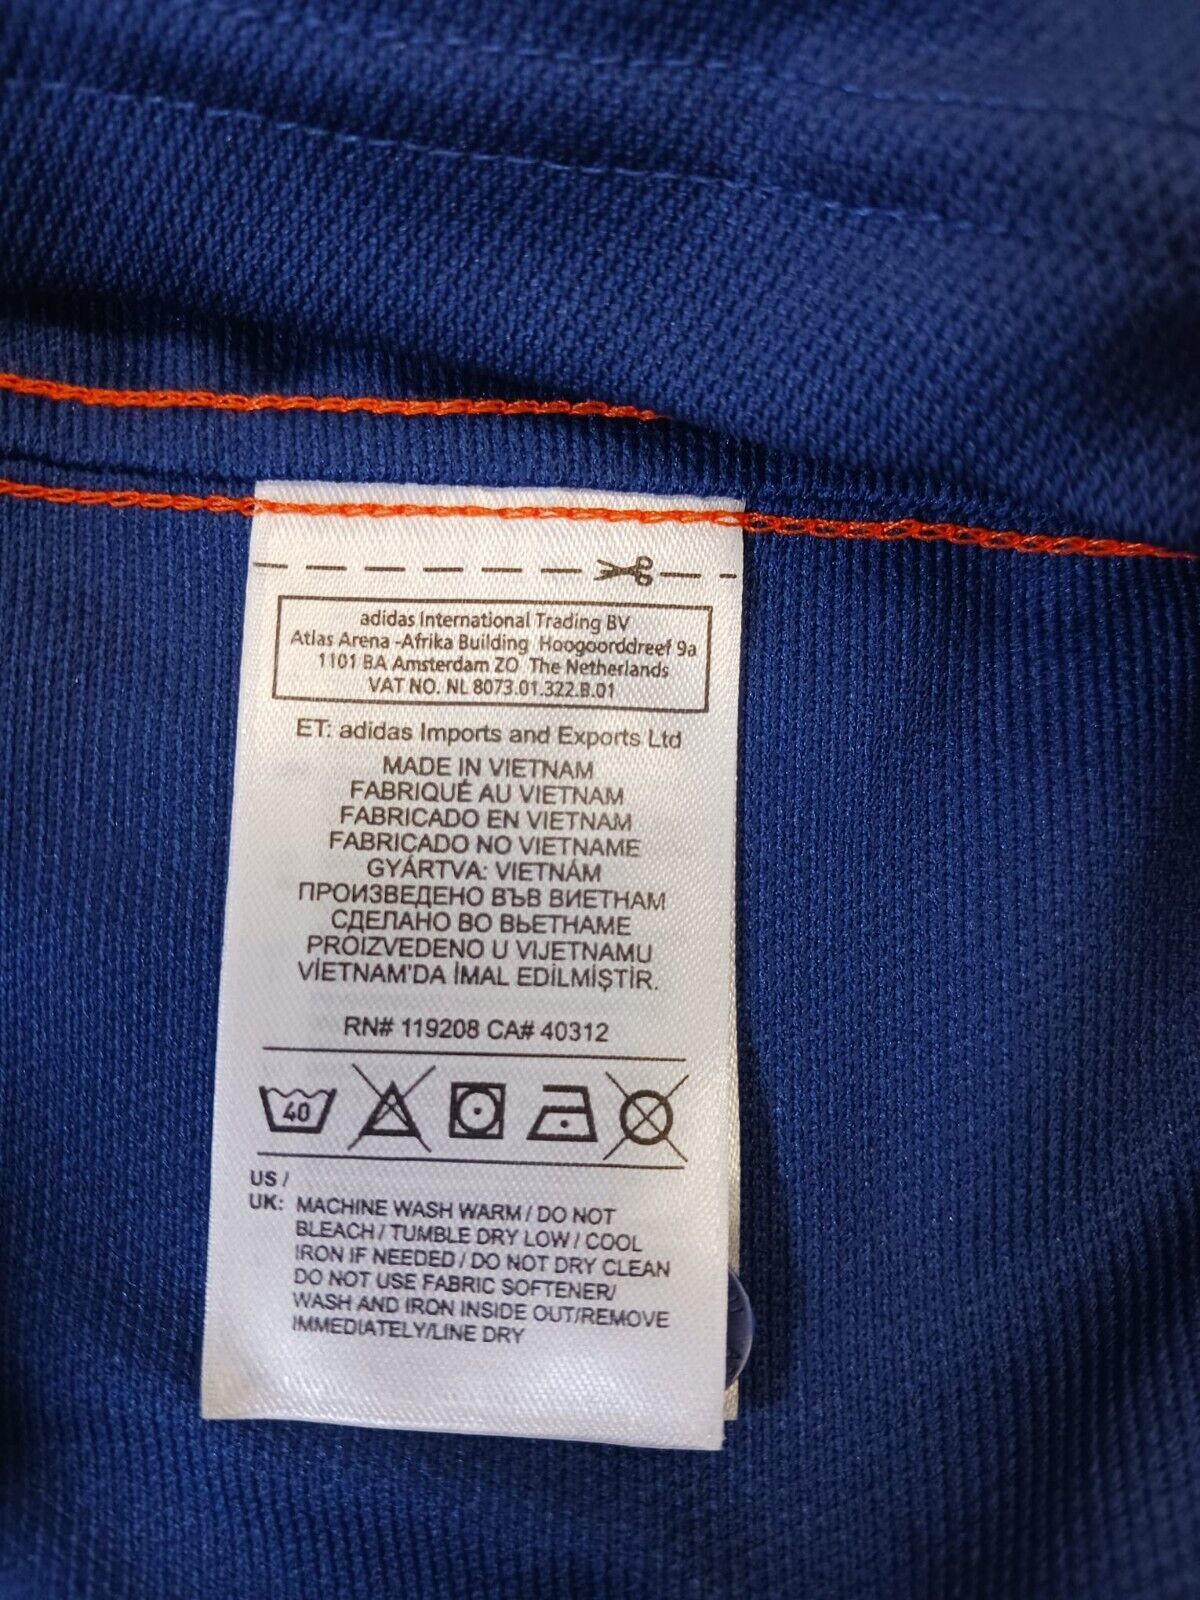 adidas International Trading BV
Atlas Arena -Afrika Building Hoogoorddreef 9a
1101 BA Amsterdam ZO The Netherlands
VAT NO. NL 8073.01.322.B.01
ET: adidas Imports and Exports Ltd
MADE IN VIETNAM
FABRIQUÉ AU VIETNAM
FABRICADO EN VIETNAM
FABRICADO NO VIETNAME
GYÁRTVA: VIETNÁM
ПРОИЗВЕДЕНО ВЪВ ВИЕТНАМ
СДЕЛАНО ВО ВЬЕТНАМЕ
PROIZVEDENO U VIJETNAMU
VİETNAM'DA İMAL EDİLMİŞTİR.
RN# 119208 CA# 40312
40
US /
UK: MACHINE WASH WARM / DO NOT
BLEACH / TUMBLE DRY LOW / COOL
IRON IF NEEDED / DO NOT DRY CLEAN
DO NOT USE FABRIC SOFTENER/
WASH AND IRON INSIDE OUT/REMOVE
IMMEDIATELY/LINE DRY